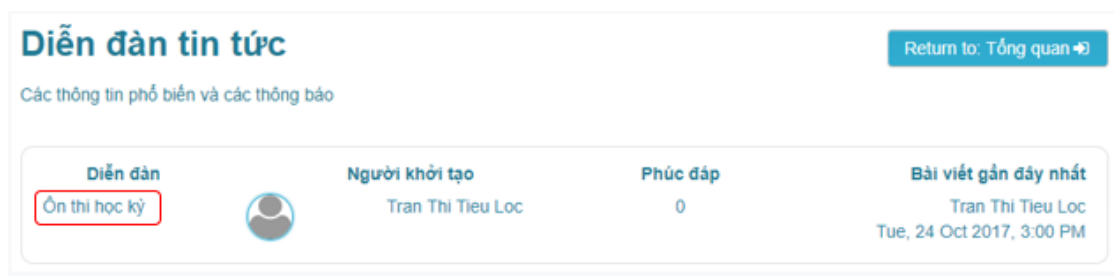 Diễn đàn tin tức
Return to: Tổng quan
Các thông tin phổ biến và các thông báo
Diễn đàn Người khởi tạo Phúc đáp Bài viết gần đây nhất
Ôn thi học kỳ Tran Thi Tieu Loc 0 Tran Thi Tieu Loc
Tue, 24 Oct 2017, 3:00 PM